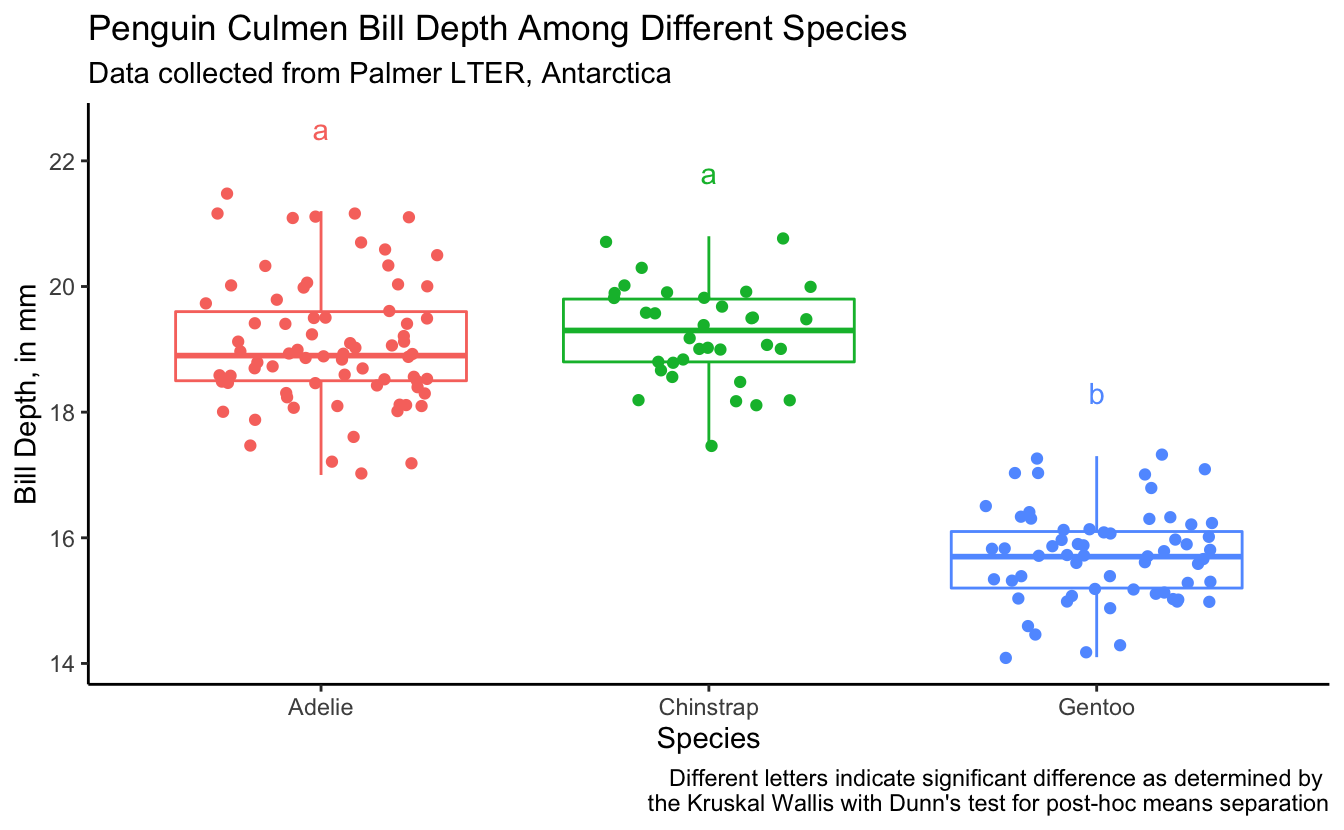 Penguin Culmen Bill Depth Among Different Species
Data collected from Palmer LTER, Antarctica
a
a
b
22
20
18
16
14
Bill Depth, in mm
Adelie
Chinstrap
Gentoo
Species
Different letters indicate significant difference as determined by
the Kruskal Wallis with Dunn's test for post-hoc means separation